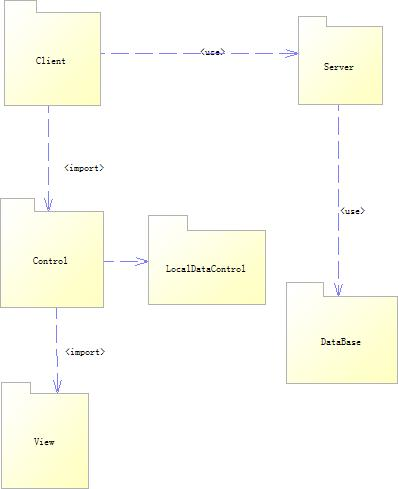 Client
<use>
Server
<import>
Control
<use>
LocalDataControl
DataBase
<import>
View